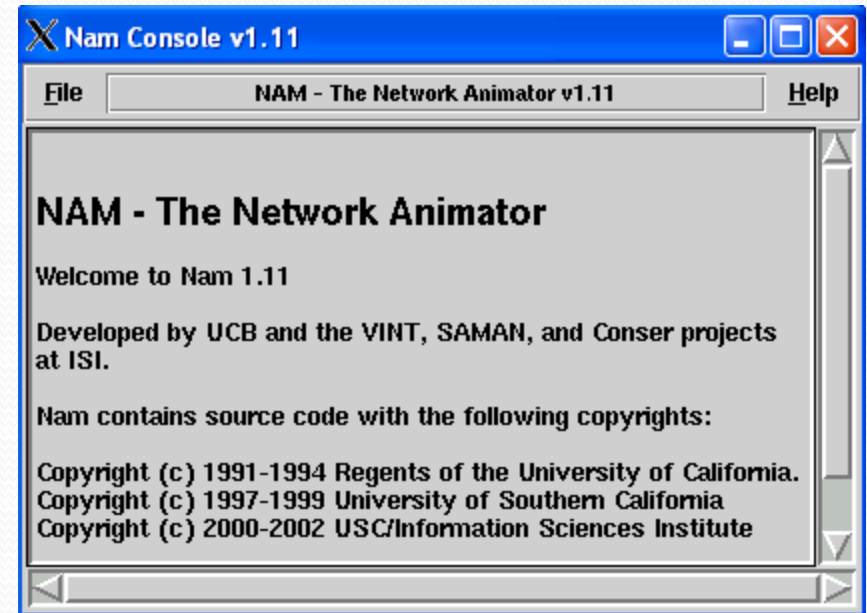 Nam Console v1.11
File NAM - The Network Animator v1.11 Help
NAM - The Network Animator
Welcome to Nam 1.11
Developed by UCB and the VINT, SAMAN, and Conser projects
at ISI.
Nam contains source code with the following copyrights:
Copyright (c) 1991-1994 Regents of the University of California.
Copyright (c) 1997-1999 University of Southern California
Copyright (c) 2000-2002 USC/Information Sciences Institute